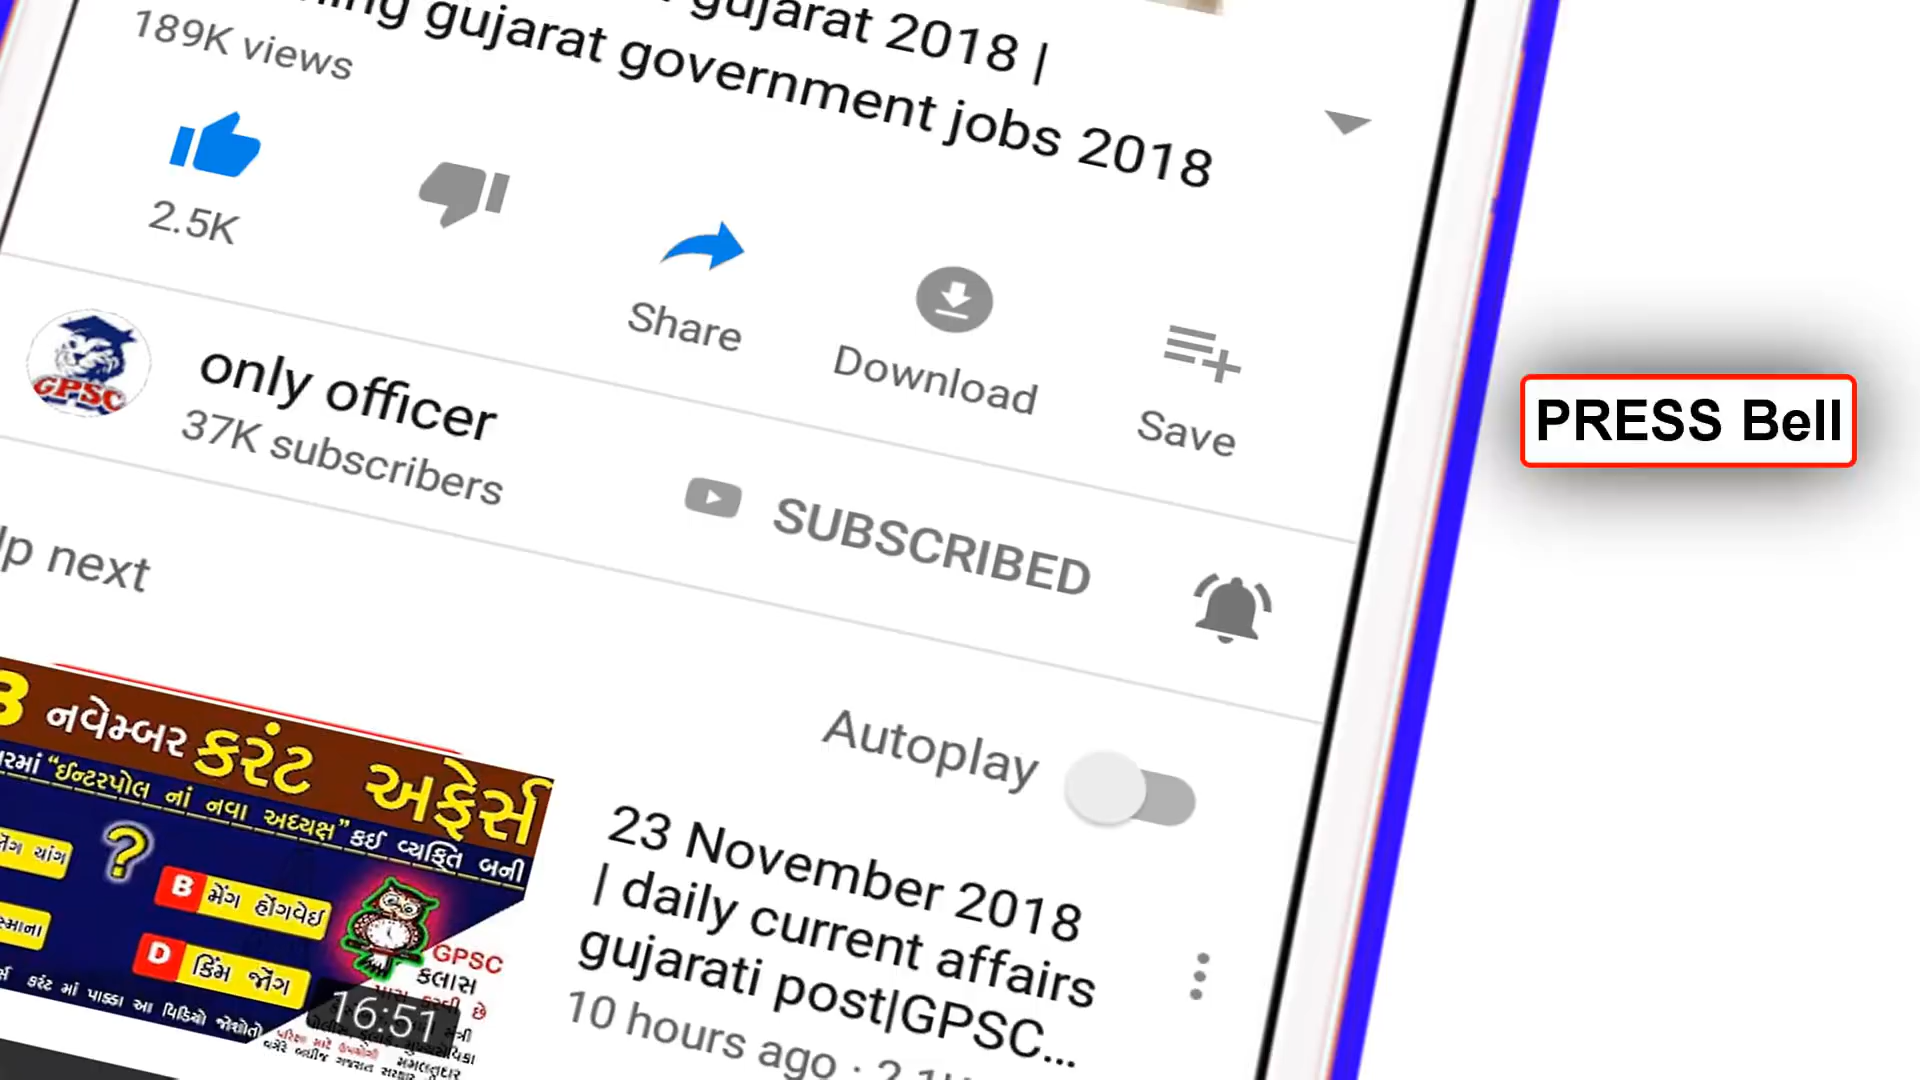 gujarat 2018 |
gujarat government jobs 2018
189K views
2.5K
Share
Download
Save
PRESS Bell
GPSC
only officer
37K subscribers
SUBSCRIBED
next
Autoplay
નવેમ્બર કરંટ અફેર્સ
"ઈન્ટરપોલ નાં નવા અધ્યક્ષ" કઈ વ્યક્તિ બની
?
B મેંગ હોંગવેઈ
D કિંમ જોંગ
GPSC
કલાસ
કરંટ માં પાક્કા આ વિડિયો જોશોતો
16:51
23 November 2018
| daily current affairs
gujarati post|GPSC...
10 hours ago ·